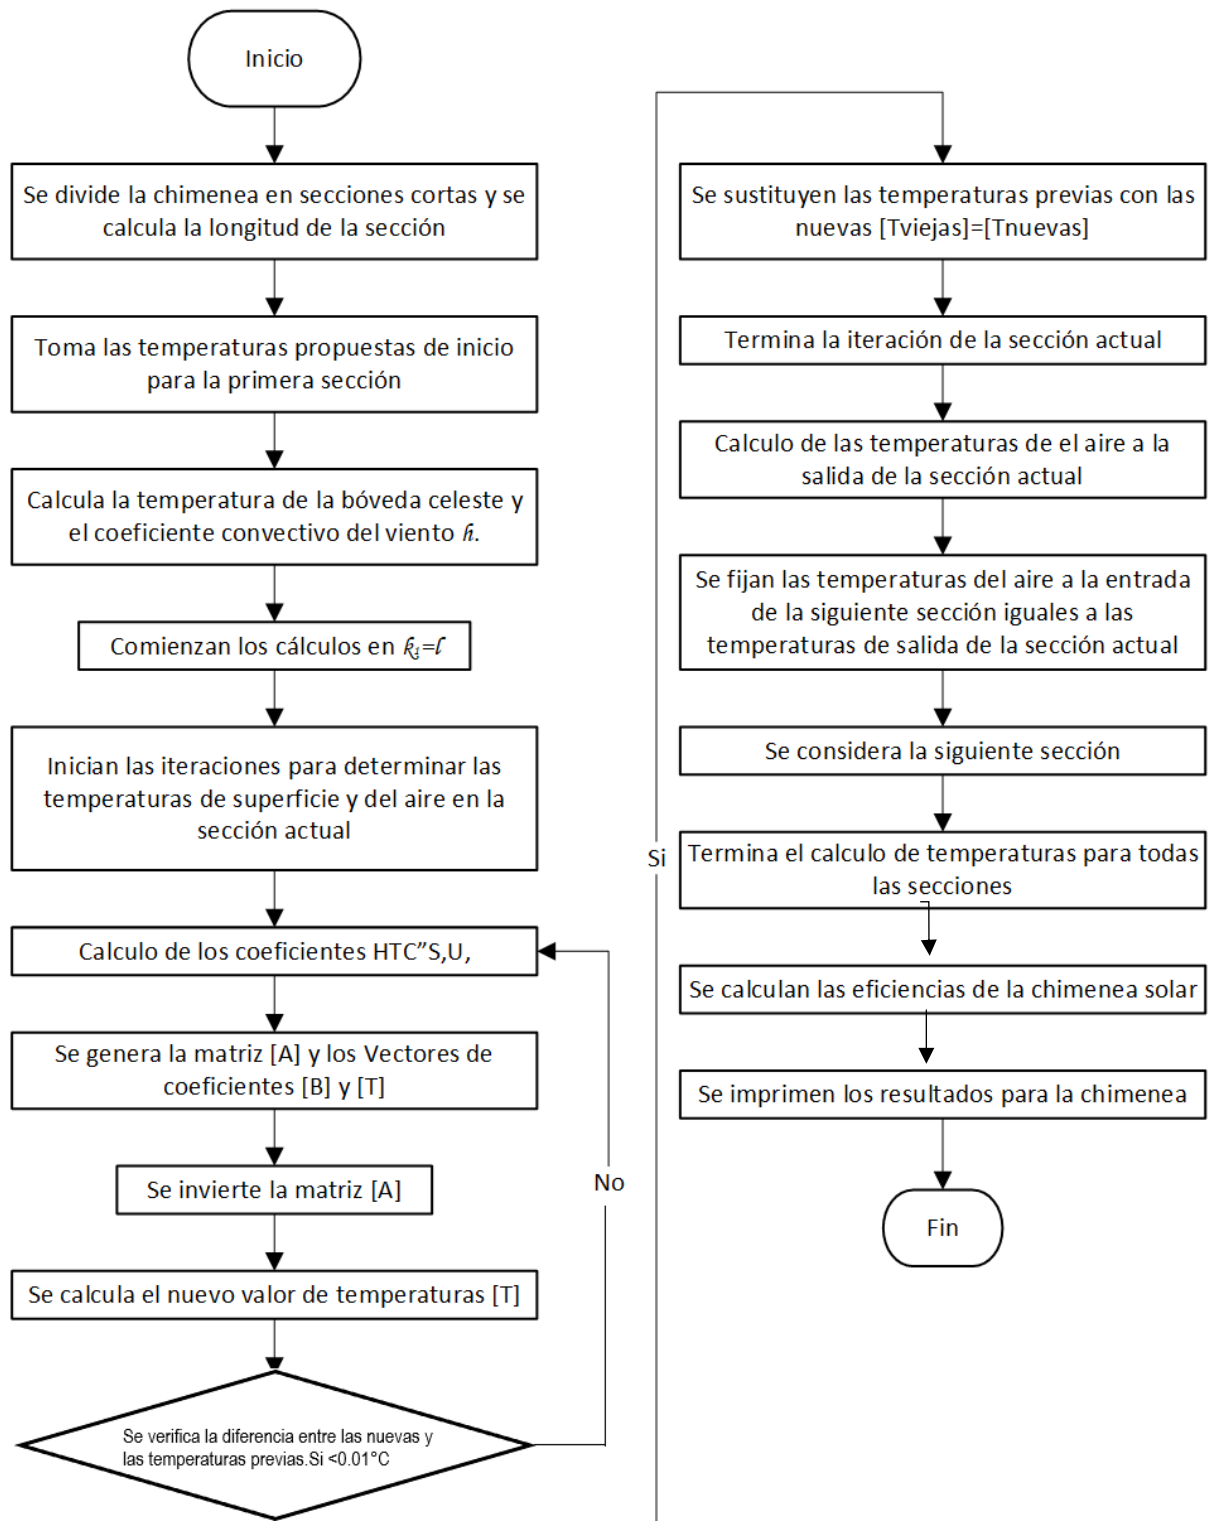 Inicio
Se divide la chimenea en secciones cortas y se
calcula la longitud de la sección
Toma las temperaturas propuestas de inicio
para la primera sección
Calcula la temperatura de la bóveda celeste y
el coeficiente convectivo del viento h.
Comienzan los cálculos en
Inician las iteraciones para determinar las
temperaturas de superficie y del aire en la
sección actual
Calculo de los coeficientes HTC”S,U,
Se genera la matriz [A] y los Vectores de
coeficientes [B] y [T]
Se invierte la matriz [A]
Se calcula el nuevo valor de temperaturas [T]
Se verifica la diferencia entre las nuevas y
las temperaturas previas.Si <0.01°C
No
Si
Se sustituyen las temperaturas previas con las
nuevas [Tviejas]=[Tnuevas]
Termina la iteración de la sección actual
Calculo de las temperaturas de el aire a la
salida de la sección actual
Se fijan las temperaturas del aire a la entrada
de la siguiente sección iguales a las
temperaturas de salida de la sección actual
Se considera la siguiente sección
Termina el calculo de temperaturas para todas
las secciones
Se calculan las eficiencias de la chimenea solar
Se imprimen los resultados para la chimenea
Fin